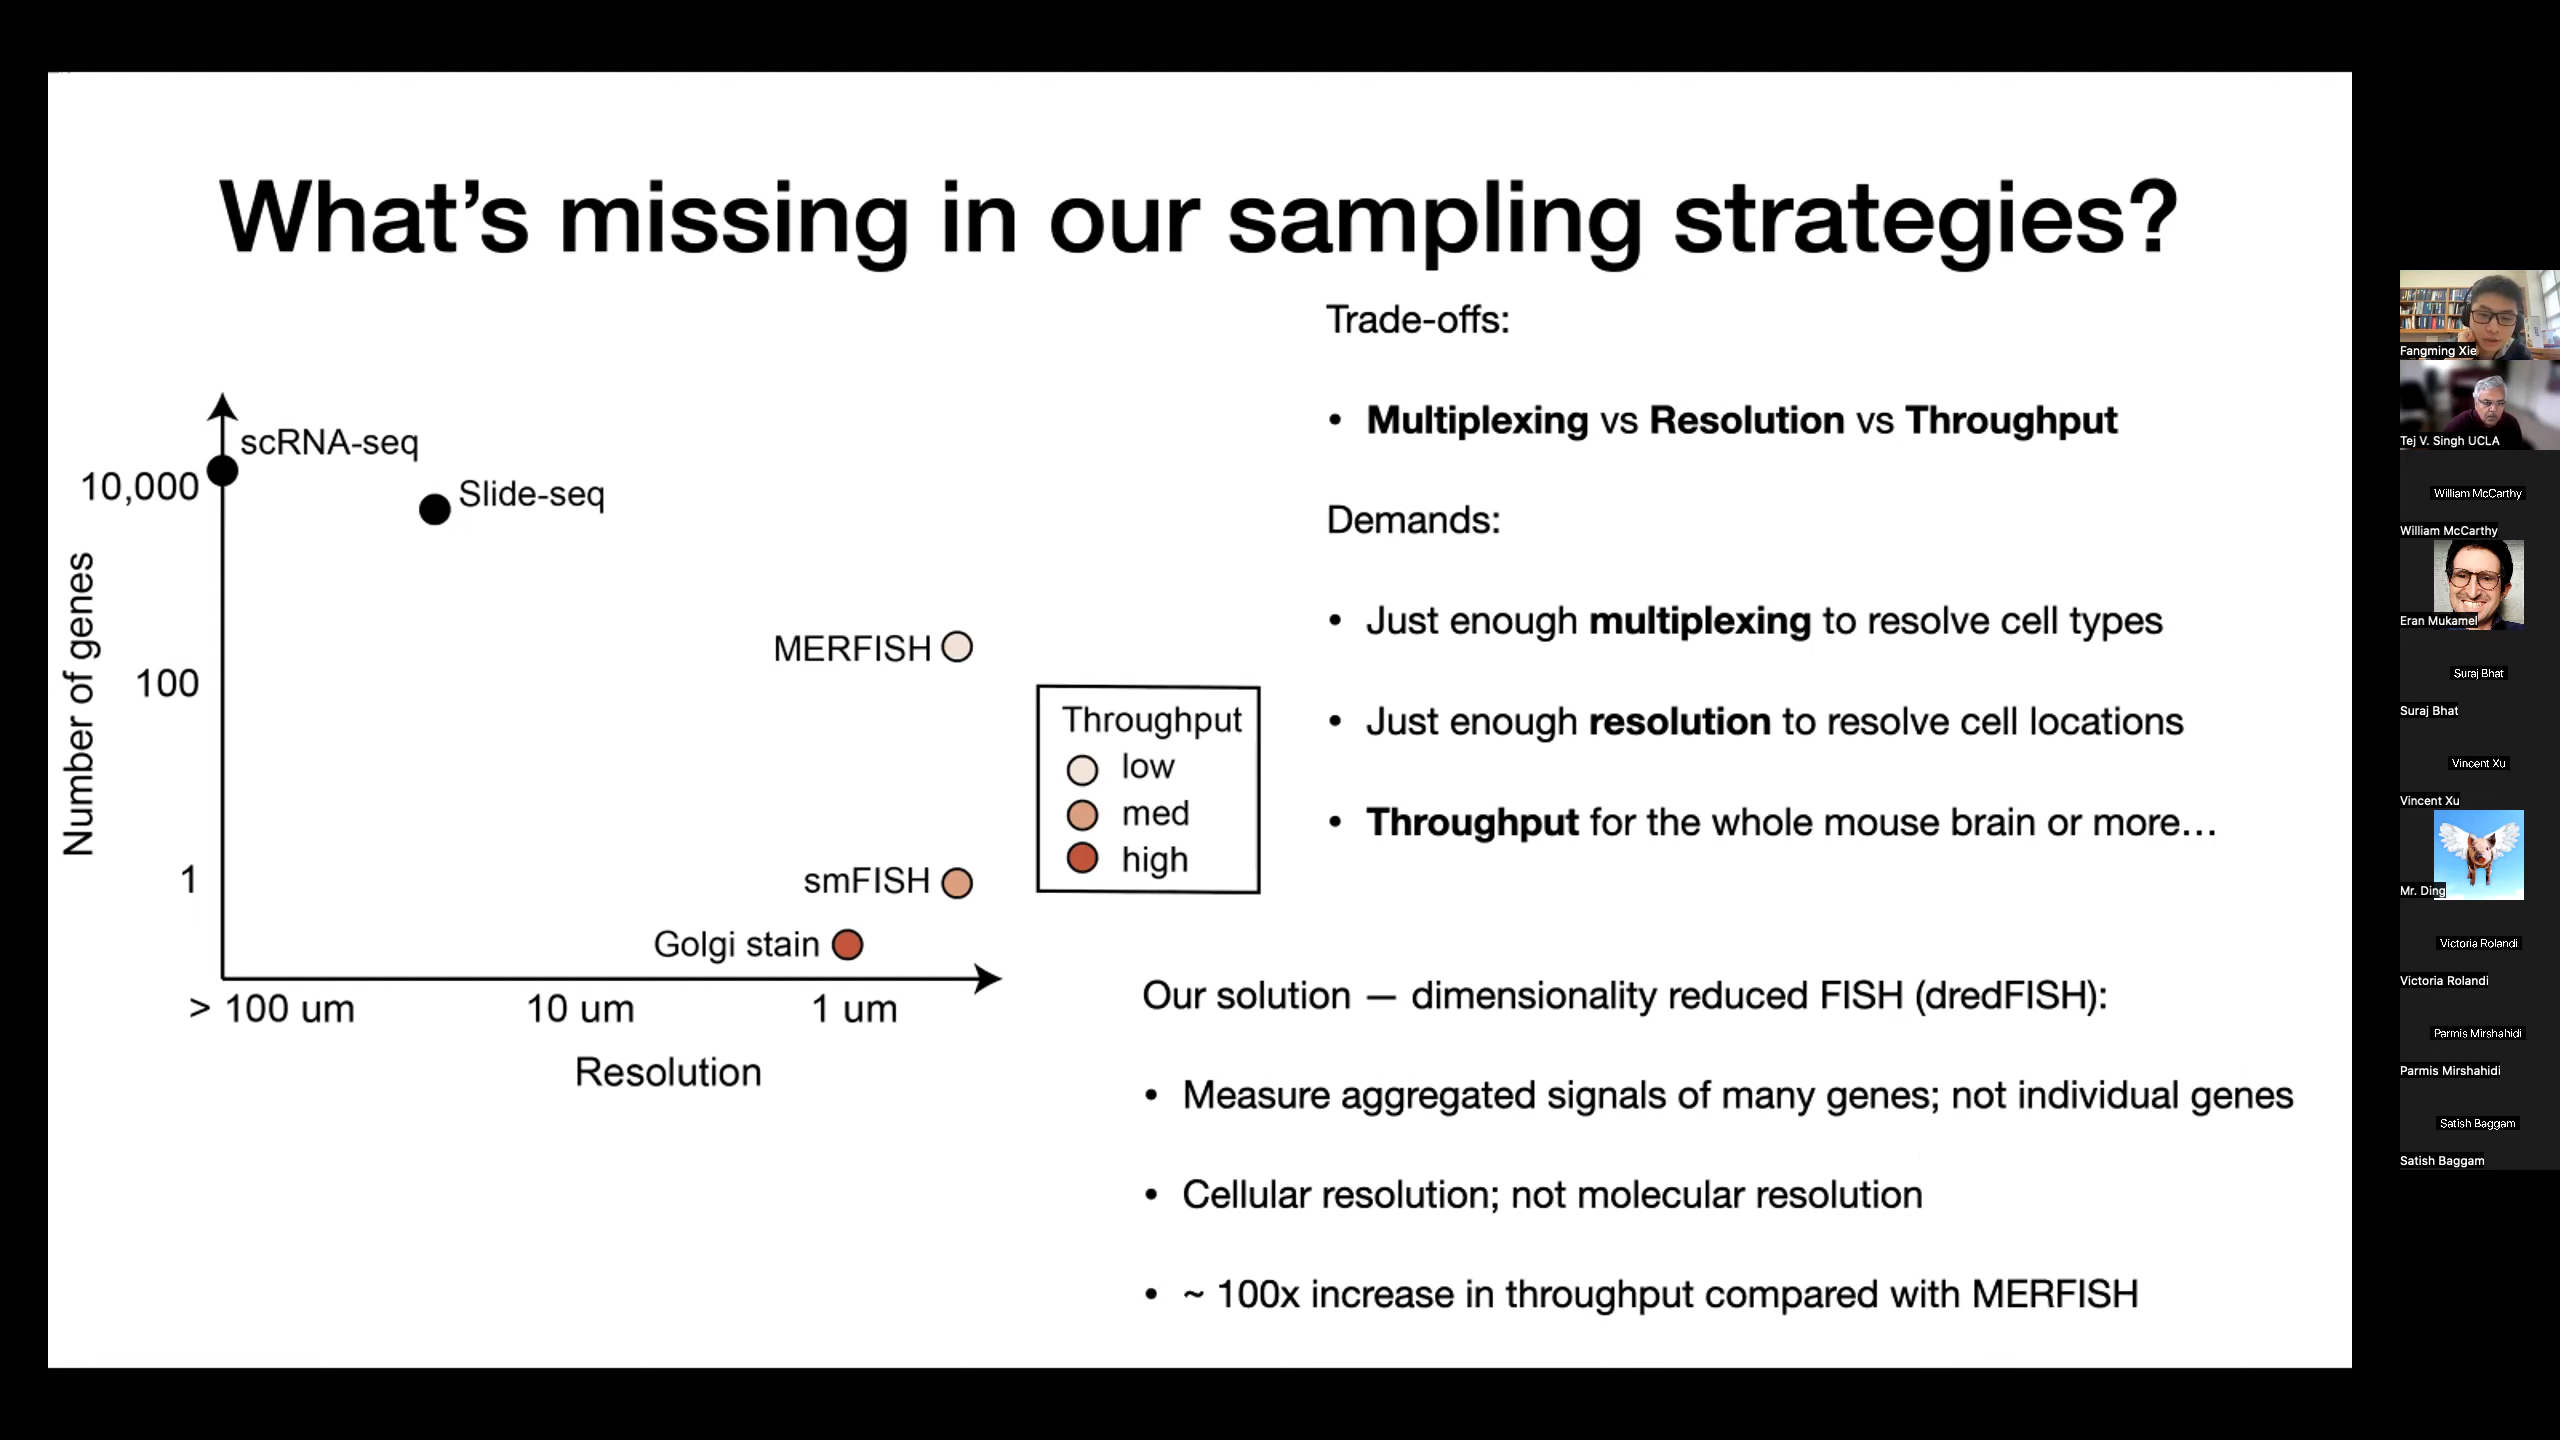 What's missing in our sampling strategies?
Trade-offs:
• Multiplexing vs Resolution vs Throughput
Demands:
• Just enough multiplexing to resolve cell types
• Just enough resolution to resolve cell locations
• Throughput for the whole mouse brain or more…
Number of genes
10,000
100
1
scRNA-seq
Slide-seq
MERFISH
smFISH
Golgi stain
> 100 um
10 um
1 um
Resolution
Throughput
low
med
high
Our solution — dimensionality reduced FISH (dredFISH):
• Measure aggregated signals of many genes; not individual genes
• Cellular resolution; not molecular resolution
• ~ 100x increase in throughput compared with MERFISH
Fangming Xie
Tej V. Singh UCLA
William McCarthy
William McCarthy
Eran Mukamel
Suraj Bhat
Suraj Bhat
Vincent Xu
Vincent Xu
Mr. Ding
Victoria Rolandi
Victoria Rolandi
Parmis Mirshahidi
Parmis Mirshahidi
Satish Baggam
Satish Baggam